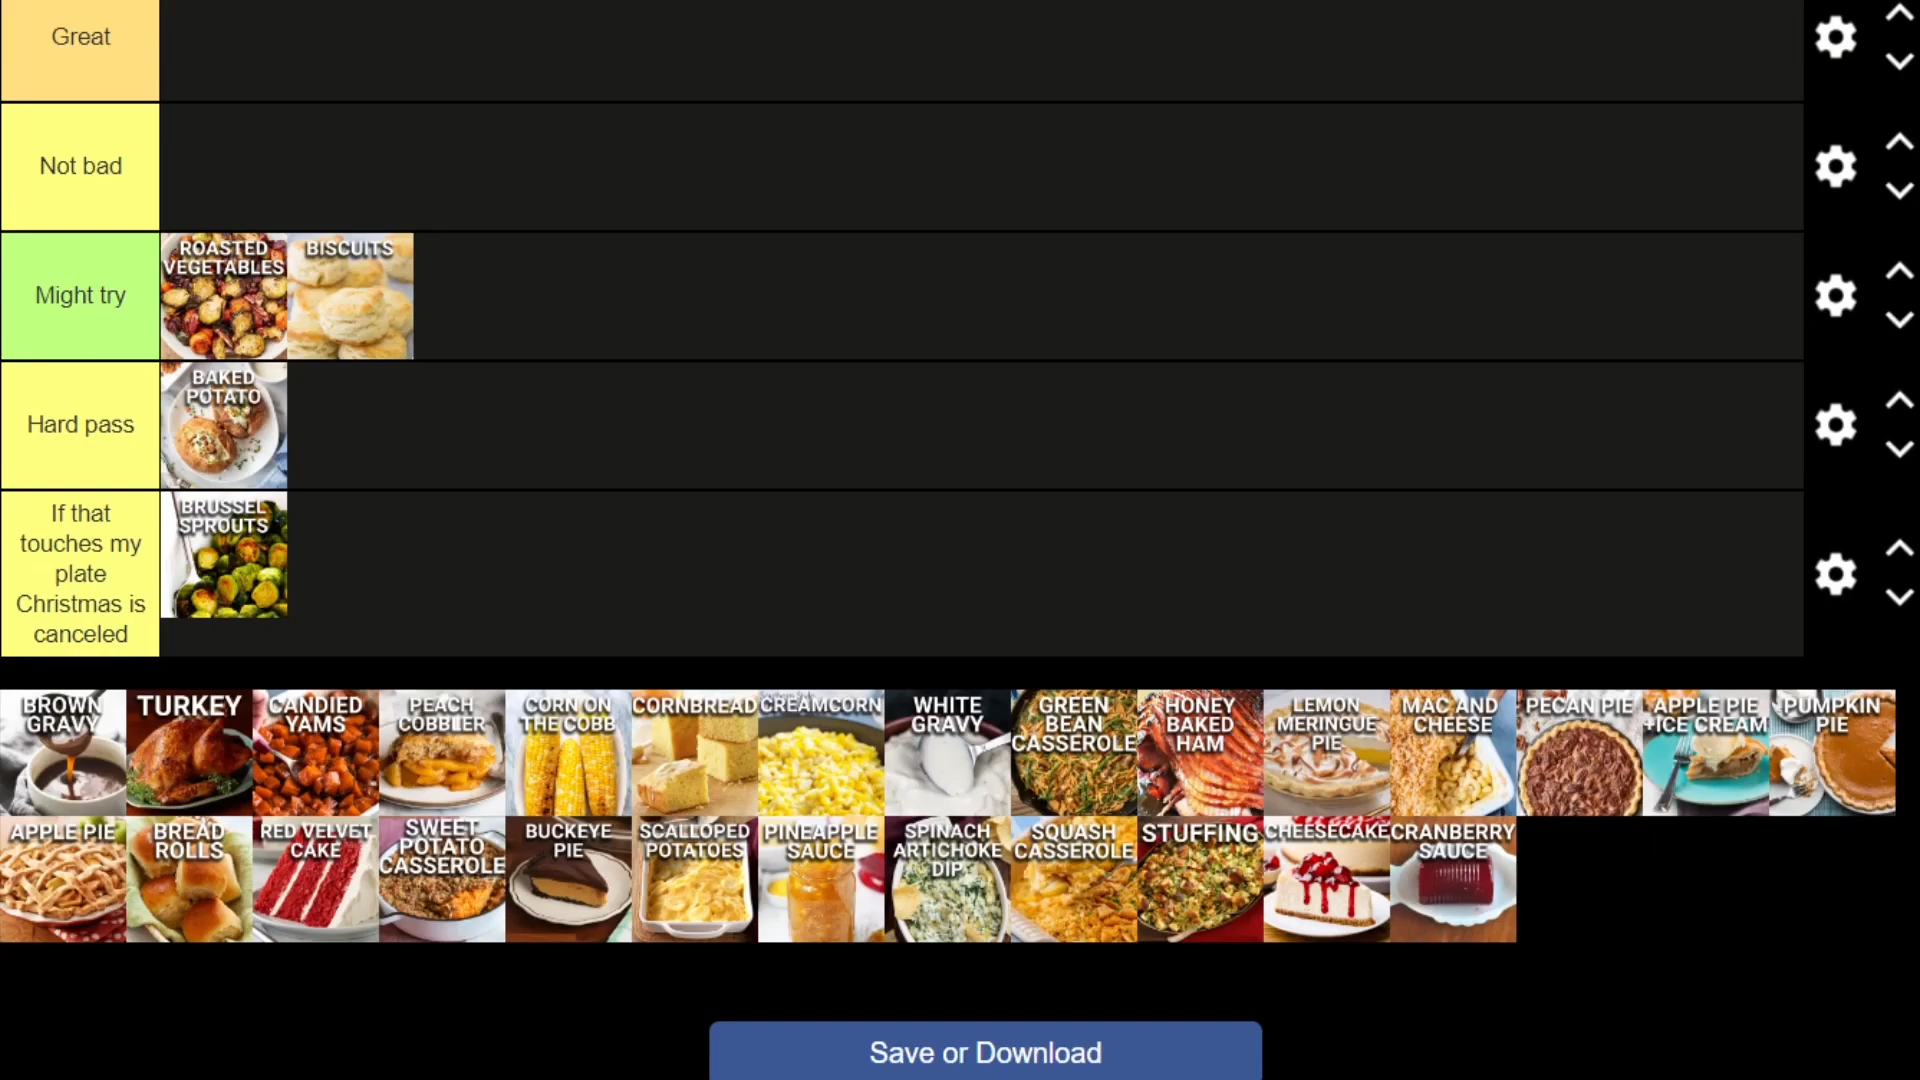 Great
Not bad
Might try
ROASTED
VEGETABLES
BISCUITS
Hard pass
BAKED
POTATO
If that
touches my
plate
Christmas is
canceled
BRUSSEL
SPROUTS
BROWN
GRAVY
TURKEY
CANDIED
YAMS
PEACH
COBBLER
CORN ON
THE COBB
CORNBREAD
CREAMCORN
WHITE
GRAVY
GREEN
BEAN
CASSEROLE
HONEY
BAKED
HAM
LEMON
MERINGUE
PIE
MAC AND
CHEESE
PECAN PIE
APPLE PIE
+ICE CREAM
PUMPKIN
PIE
APPLE PIE
BREAD
ROLLS
RED VELVET
CAKE
SWEET
POTATO
CASSEROLE
BUCKEYE
PIE
SCALLOPED
POTATOES
PINEAPPLE
SAUCE
SPINACH
ARTICHOKE
DIP
SQUASH
CASSEROLE
STUFFING
CHEESECAKE
CRANBERRY
SAUCE
Save or Download